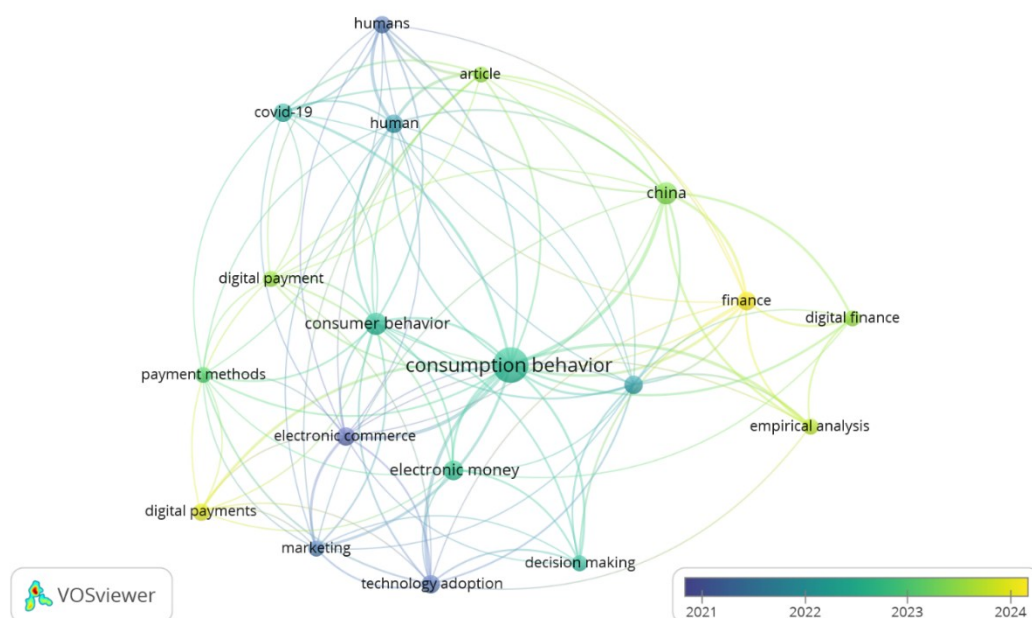 humans
article
covid-19
human
china
digital payment
finance
digital finance
consumer behavior
consumption behavior
payment methods
empirical analysis
electronic commerce
electronic money
digital payments
marketing
decision making
technology adoption
VOSviewer
2021 2022 2023 2024